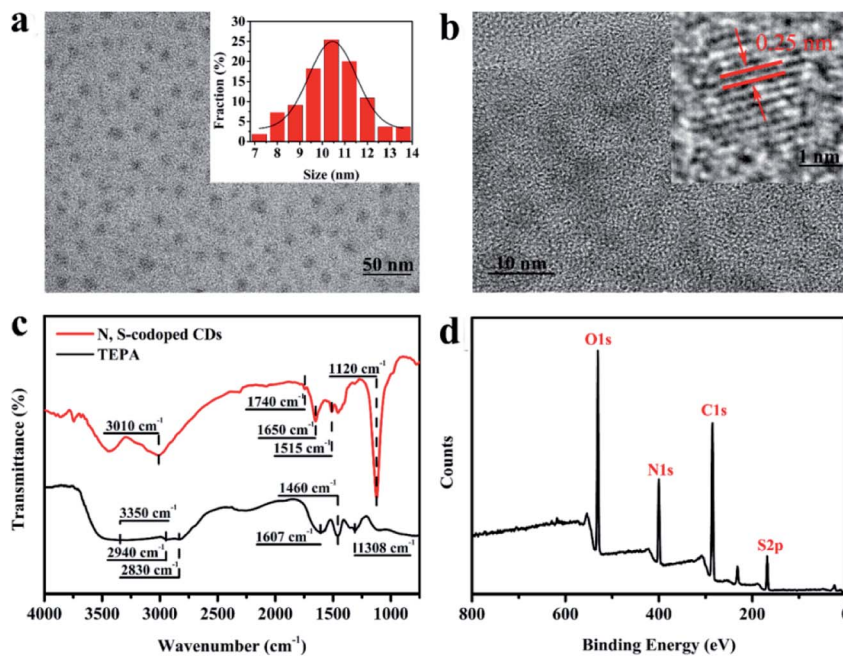 a
30
25
20
15
10
5
0
Fraction (%)
7 8 9 10 11 12 13 14
Size (nm)
50 nm
b
0.25 nm
1 nm
10 nm
c
N, S-codoped CDs
TEPA
1120 cm-1
1740 cm-1
3010 cm-1
1650 cm-1
1515 cm-1
3350 cm-1
1460 cm-1
2940 cm-1
1607 cm-1
1308 cm-1
2830 cm-1
Transmittance (%)
4000 3500 3000 2500 2000 1500 1000
Wavenumber (cm-1)
d
O1s
C1s
N1s
S2p
Counts
800 600 400 200 0
Binding Energy (eV)